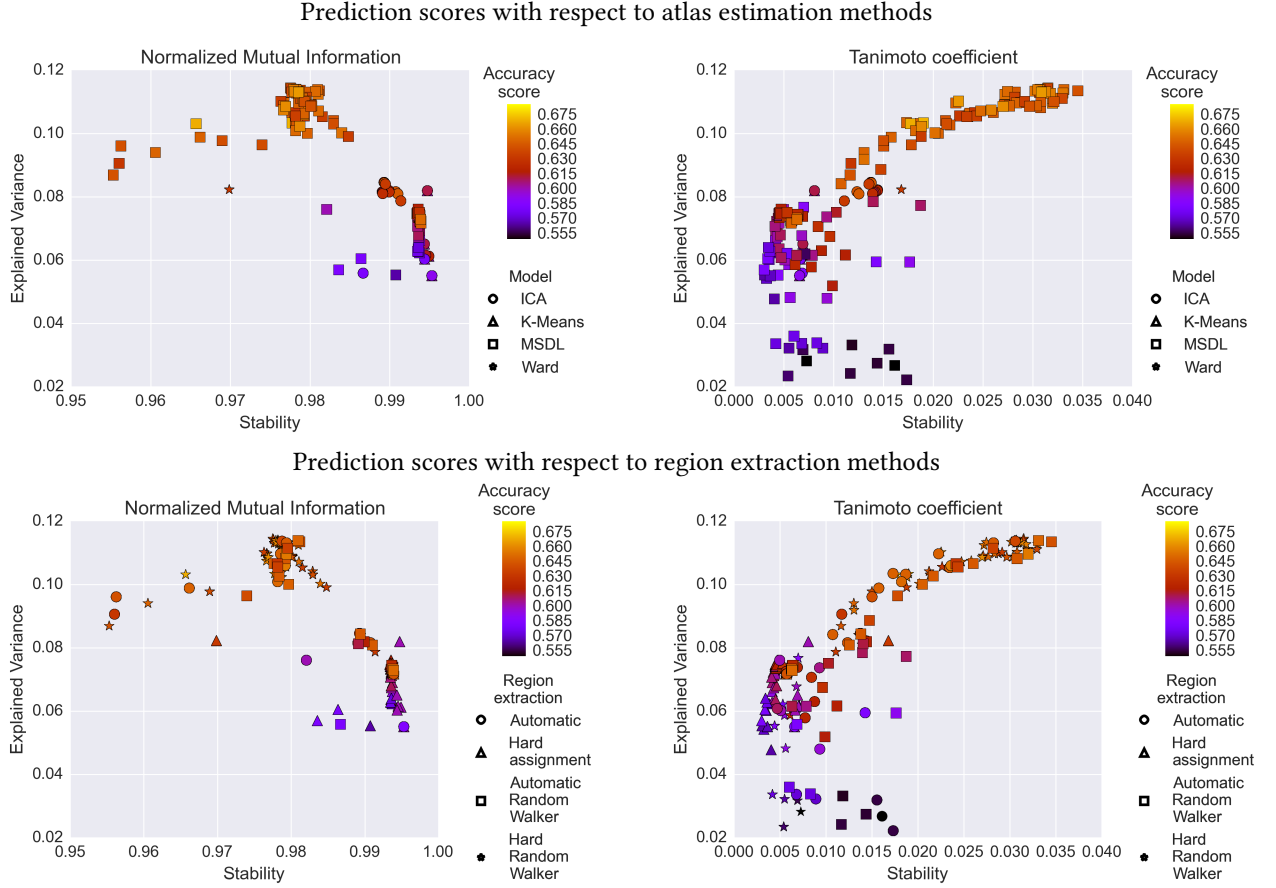 Prediction scores with respect to atlas estimation methods
Normalized Mutual Information
0.12
0.10
0.08
0.06
0.04
0.02
0.95
0.96
0.97
0.98
0.99
1.00
Explained Variance
Stability
Accuracy
score
0.675
0.660
0.645
0.630
0.615
0.600
0.585
0.570
0.555
Model
ICA
K-Means
MSDL
Ward
Tanimoto coefficient
0.12
0.10
0.08
0.06
0.04
0.02
0.000
0.005
0.010
0.015
0.020
0.025
0.030
0.035
0.040
Explained Variance
Stability
Accuracy
score
0.675
0.660
0.645
0.630
0.615
0.600
0.585
0.570
0.555
Model
ICA
K-Means
MSDL
Ward
Prediction scores with respect to region extraction methods
Normalized Mutual Information
0.12
0.10
0.08
0.06
0.04
0.02
0.95
0.96
0.97
0.98
0.99
1.00
Explained Variance
Stability
Accuracy
score
0.675
0.660
0.645
0.630
0.615
0.600
0.585
0.570
0.555
Region
extraction
Automatic
Hard
assignment
Automatic
Random
Walker
Hard
Random
Walker
Tanimoto coefficient
0.12
0.10
0.08
0.06
0.04
0.02
0.000
0.005
0.010
0.015
0.020
0.025
0.030
0.035
0.040
Explained Variance
Stability
Accuracy
score
0.675
0.660
0.645
0.630
0.615
0.600
0.585
0.570
0.555
Region
extraction
Automatic
Hard
assignment
Automatic
Random
Walker
Hard
Random
Walker